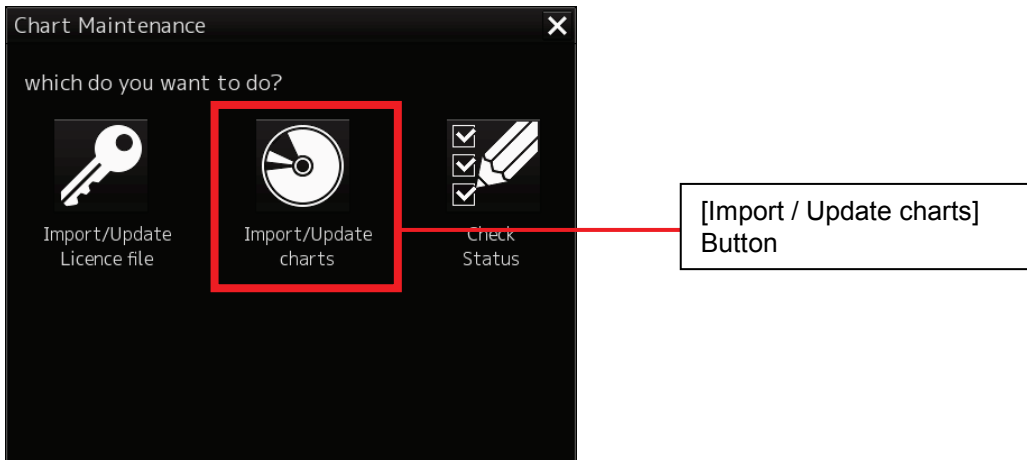 Chart Maintenance
which do you want to do?
Import/Update
Licence file
Import/Update
charts
Check
Status
[Import / Update charts]
Button